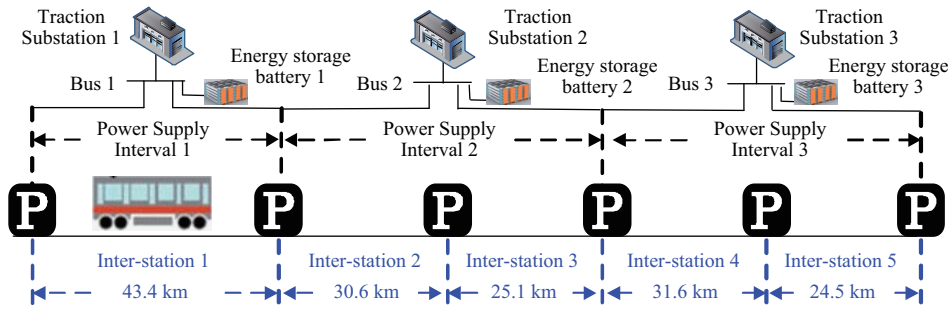 Traction
Substation 1
Traction
Substation 2
Traction
Substation 3
Energy storage
battery 1
Energy storage
battery 2
Energy storage
battery 3
Bus 1
Bus 2
Bus 3
Power Supply
Interval 1
Power Supply
Interval 2
Power Supply
Interval 3
P
P
P
P
P
P
Inter-station 1
Inter-station 2
Inter-station 3
Inter-station 4
Inter-station 5
43.4 km
30.6 km
25.1 km
31.6 km
24.5 km